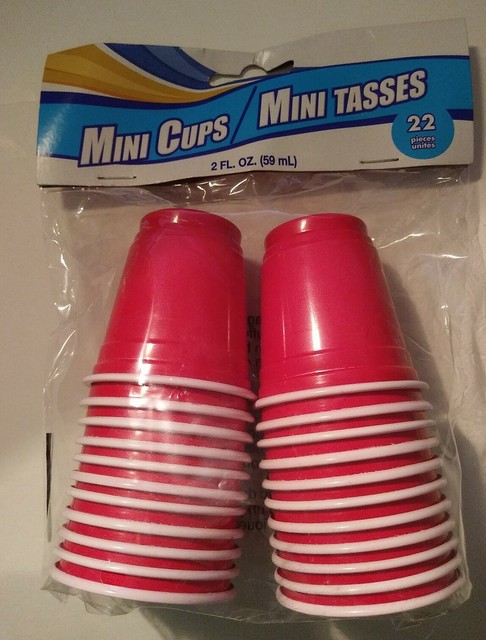 MINI CUPS / MINI TASSES
2 FL. OZ. (59 mL)
22
pieces
unités